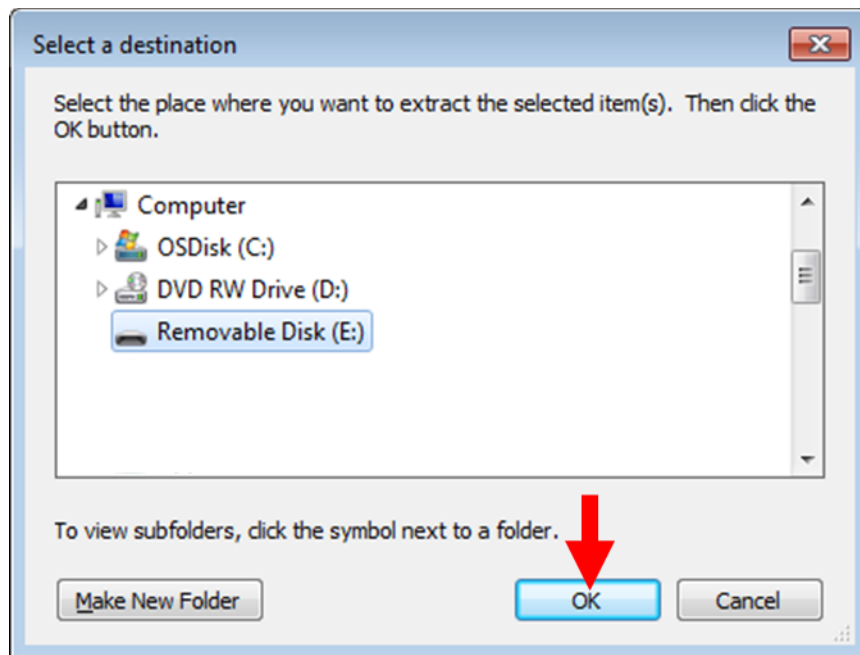 Select a destination
Select the place where you want to extract the selected item(s). Then click the
OK button.
Computer
OSDisk (C:)
DVD RW Drive (D:)
Removable Disk (E:)
To view subfolders, click the symbol next to a folder.
Make New Folder OK Cancel